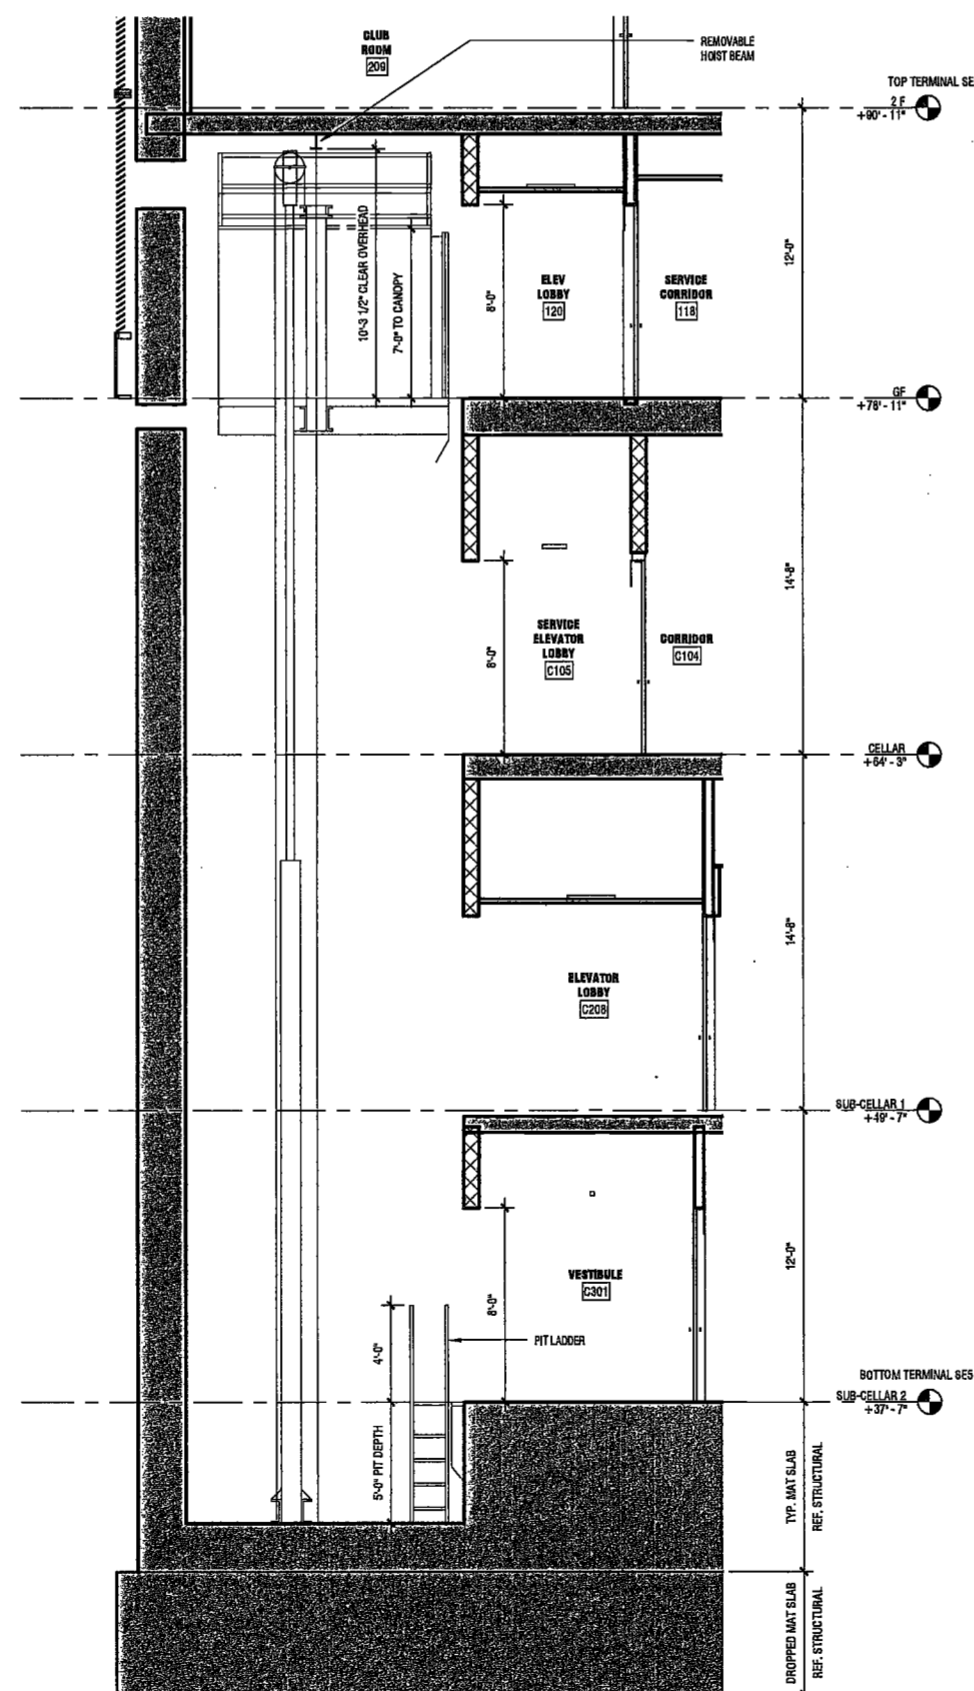 CLUB
ROOM
209
REMOVABLE
HOIST BEAM
TOP TERMINAL SE
2 F
+90' - 11"
10'-3 1/2" CLEAR OVERHEAD
7'-0" TO CANOPY
8'-0"
ELEV
LOBBY
120
SERVICE
CORRIDOR
118
12'-0"
GF
+78' - 11"
8'-0"
SERVICE
ELEVATOR
LOBBY
C105
CORRIDOR
C104
14'-8"
CELLAR
+64' - 3"
ELEVATOR
LOBBY
C208
14'-8"
SUB-CELLAR 1
+49' - 7"
8'-0"
VESTIBULE
C301
12'-0"
4'-0"
PIT LADDER
BOTTOM TERMINAL SE5
SUB-CELLAR 2
+37' - 7"
5'-0" PIT DEPTH
TYP. MAT SLAB
REF. STRUCTURAL
DROPPED MAT SLAB
REF. STRUCTURAL